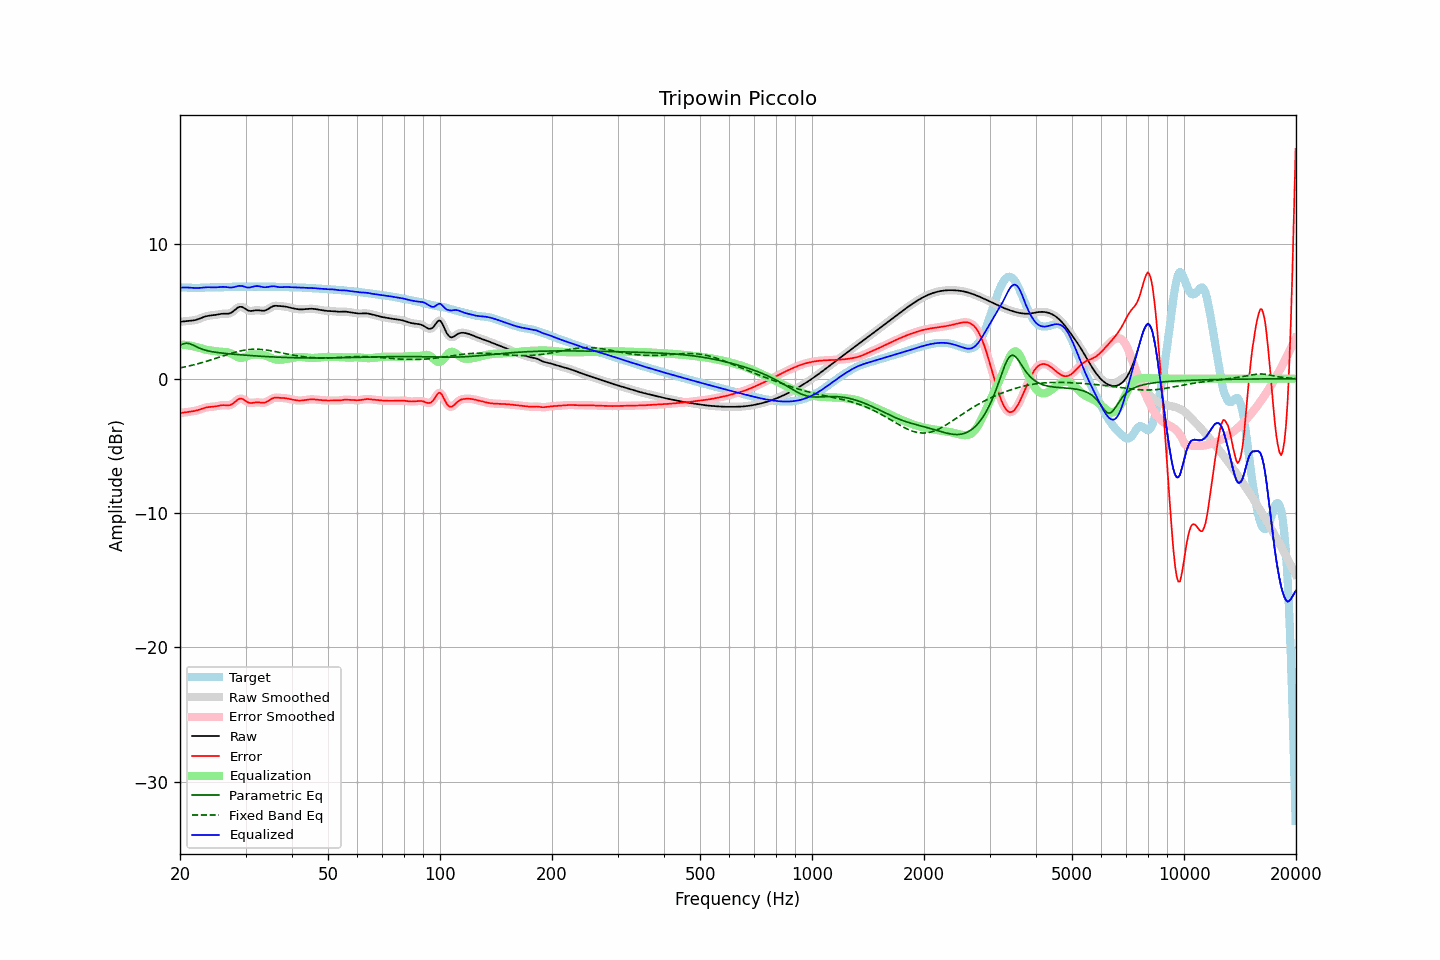 Tripowin Piccolo
Amplitude (dBr)
10
0
−10
−20
−30
Target
Raw Smoothed
Error Smoothed
Raw
Error
Equalization
Parametric Eq
Fixed Band Eq
Equalized
20 50 100 200 500 1000 2000 5000 10000 20000
Frequency (Hz)